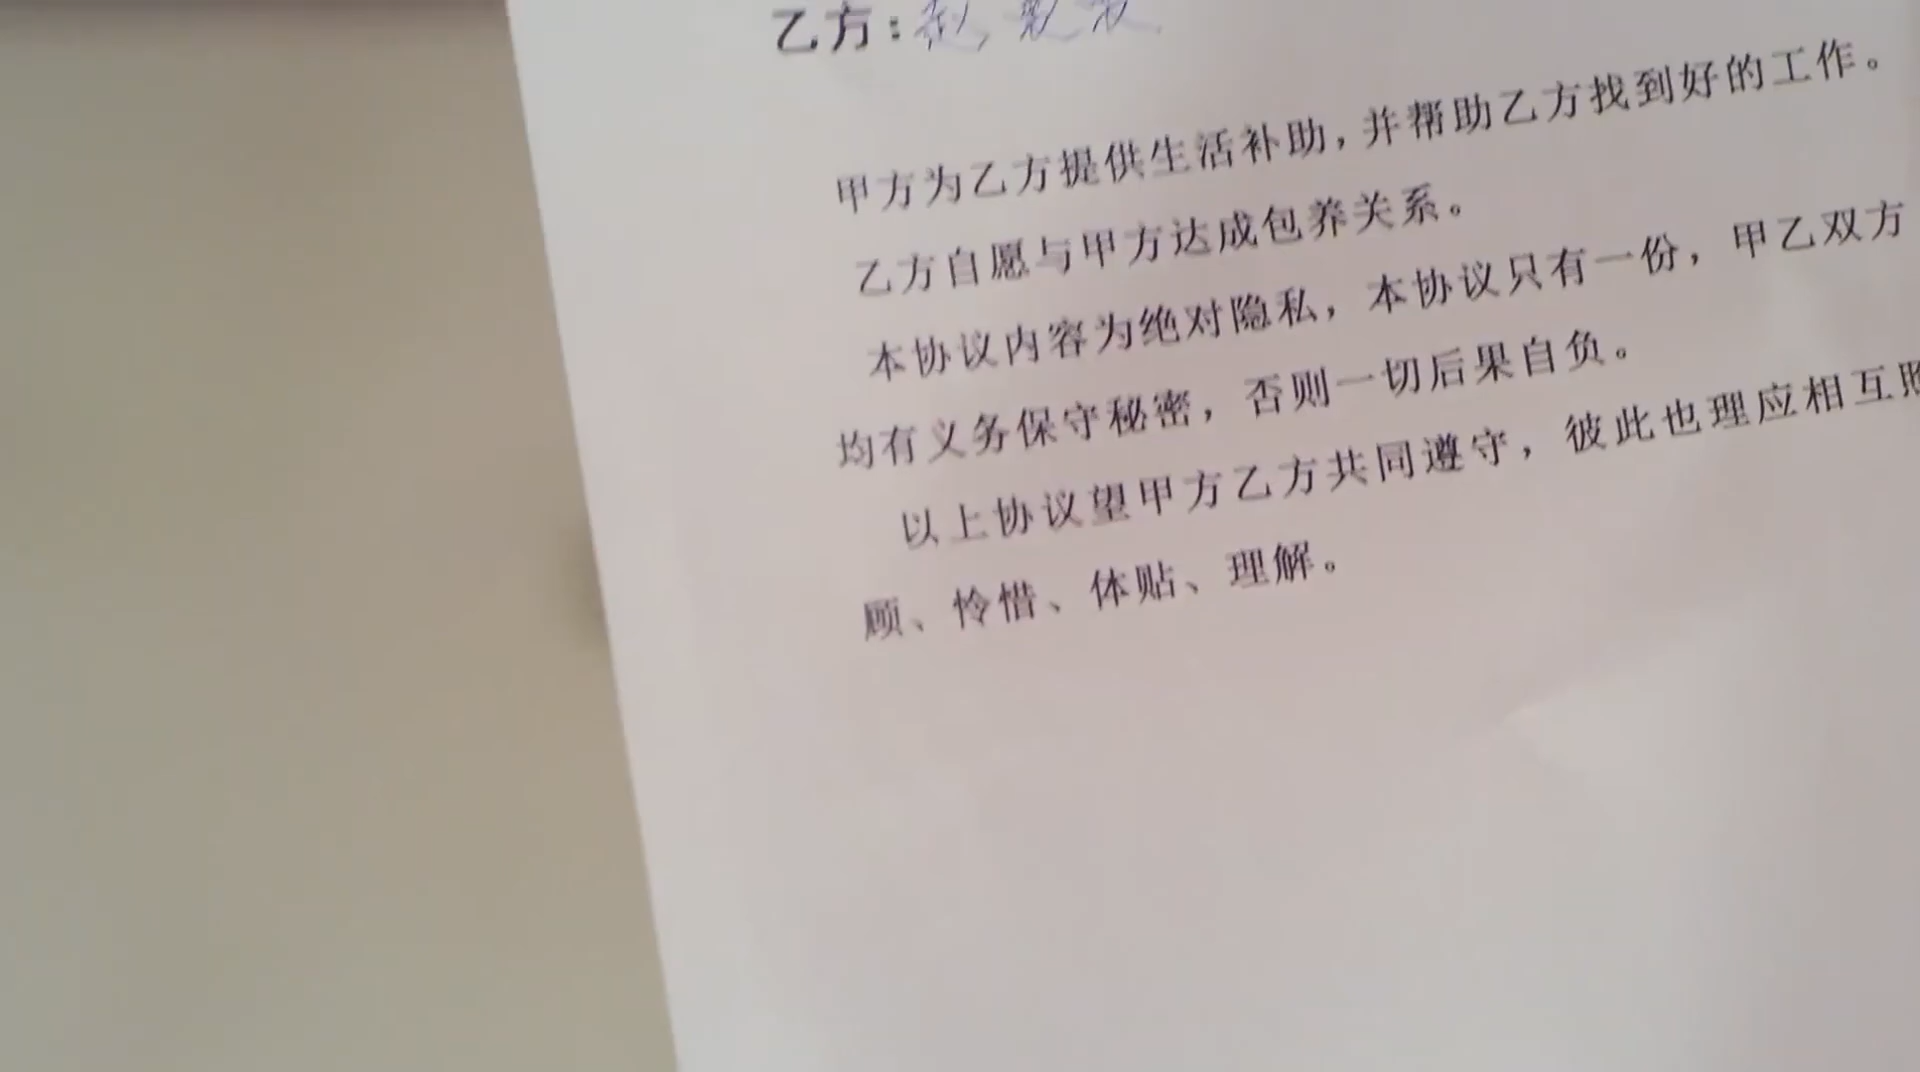 乙方：赵
甲方为乙方提供生活补助，并帮助乙方找到好的工作。
乙方自愿与甲方达成包养关系。
本协议内容为绝对隐私，本协议只有一份，甲乙双方
均有义务保守秘密，否则一切后果自负。
以上协议望甲方乙方共同遵守，彼此也理应相互照
顾、怜惜、体贴、理解。